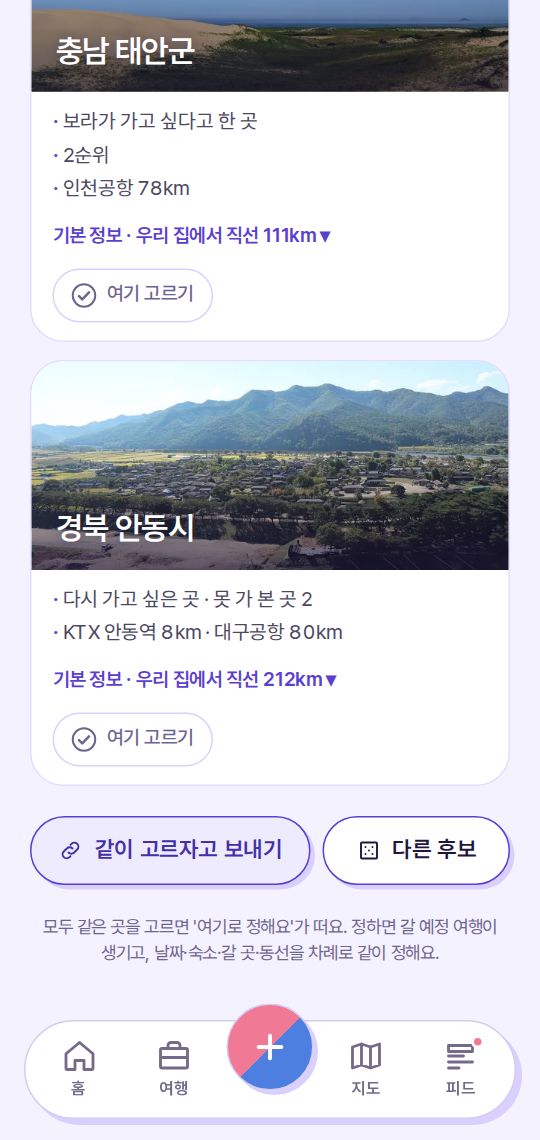 충남 태안군
· 보라가 가고 싶다고 한 곳
· 2순위
· 인천공항 78km
기본 정보 · 우리 집에서 직선 111km▼
여기 고르기
경북 안동시
· 다시 가고 싶은 곳 · 못 가 본 곳 2
· KTX 안동역 8km · 대구공항 80km
기본 정보 · 우리 집에서 직선 212km▼
여기 고르기
같이 고르자고 보내기
다른 후보
모두 같은 곳을 고르면 '여기로 정해요'가 떠요. 정하면 갈 예정 여행이
생기고, 날짜·숙소·갈 곳·동선을 차례로 같이 정해요.
홈
여행
지도
피드